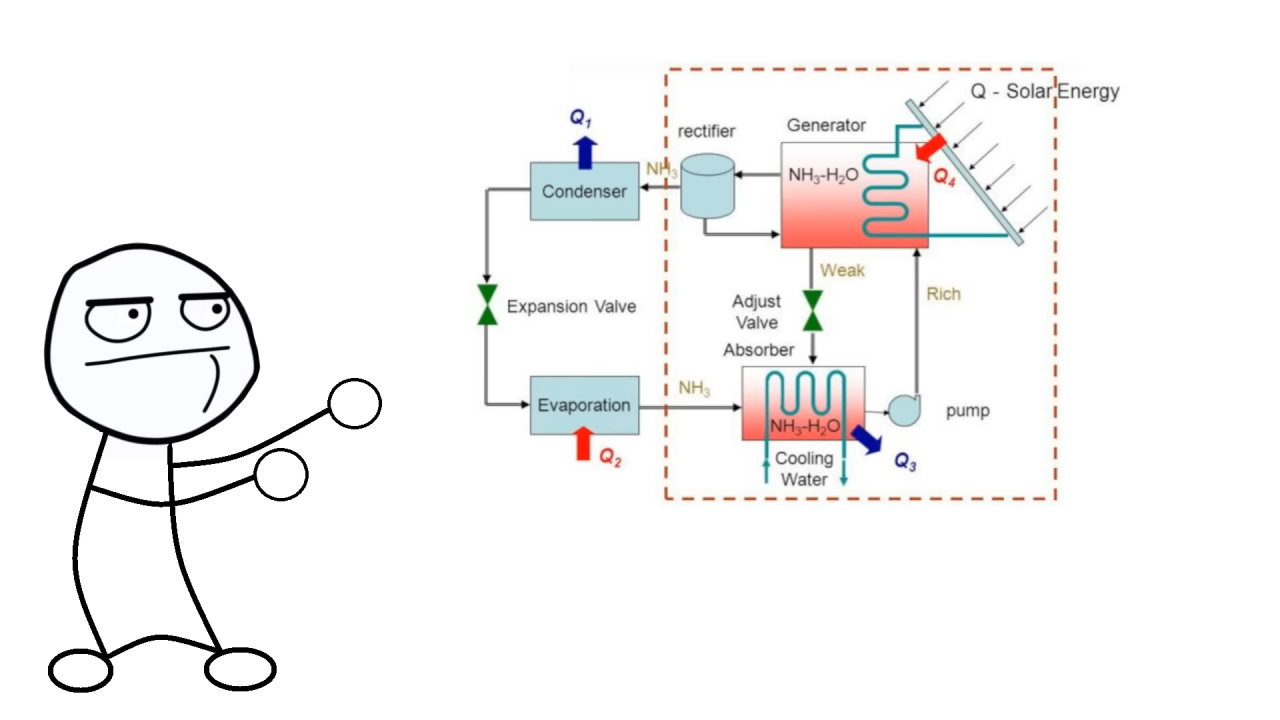 Q - Solar Energy
Q₁
rectifier
Generator
NH₃
NH₃-H₂O
Q₄
Condenser
Weak
Rich
Expansion Valve
Adjust
Valve
Absorber
Evaporation
NH₃
NH₃-H₂O
pump
Q₂
Cooling
Water
Q₃